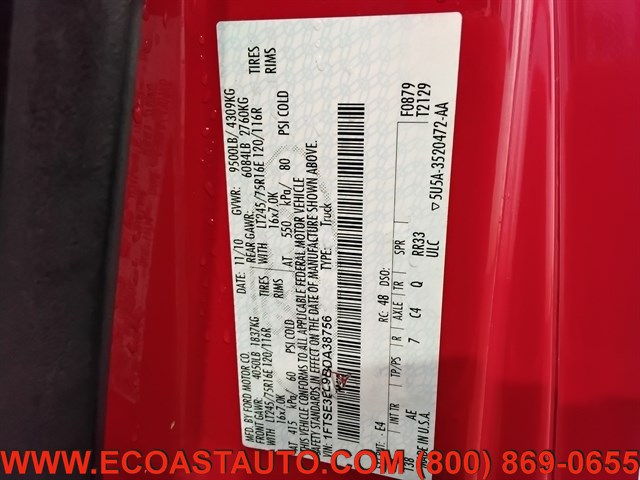 MFD. BY FORD MOTOR CO.
DATE: 11/10 GVWR: 9500LB/ 4309KG
FRONT GAWR: 4050LB 1837KG REAR GAWR: 6084LB 2760KG
WITH LT245/75R16E 120/116R TIRES WITH LT245/75R16E 120/116R TIRES
16x7.0K RIMS 16x7.0K RIMS
AT 415 kPa/ 60 PSI COLD AT 550 kPa/ 80 PSI COLD
THIS VEHICLE CONFORMS TO ALL APPLICABLE FEDERAL MOTOR VEHICLE
SAFETY STANDARDS IN EFFECT ON THE DATE OF MANUFACTURE SHOWN ABOVE.
VIN: 1FTSE3EL9BDA38756
TYPE: Truck
F0879
T2129
E4 RC: 48 DSO:
INT TR TP/PS R AXLE TR SPR
138 AE 7 C4 Q RR33
ULC
MADE IN U.S.A. ▽5U5A-3520472-AA
WWW.ECOASTAUTO.COM (800) 869-0655